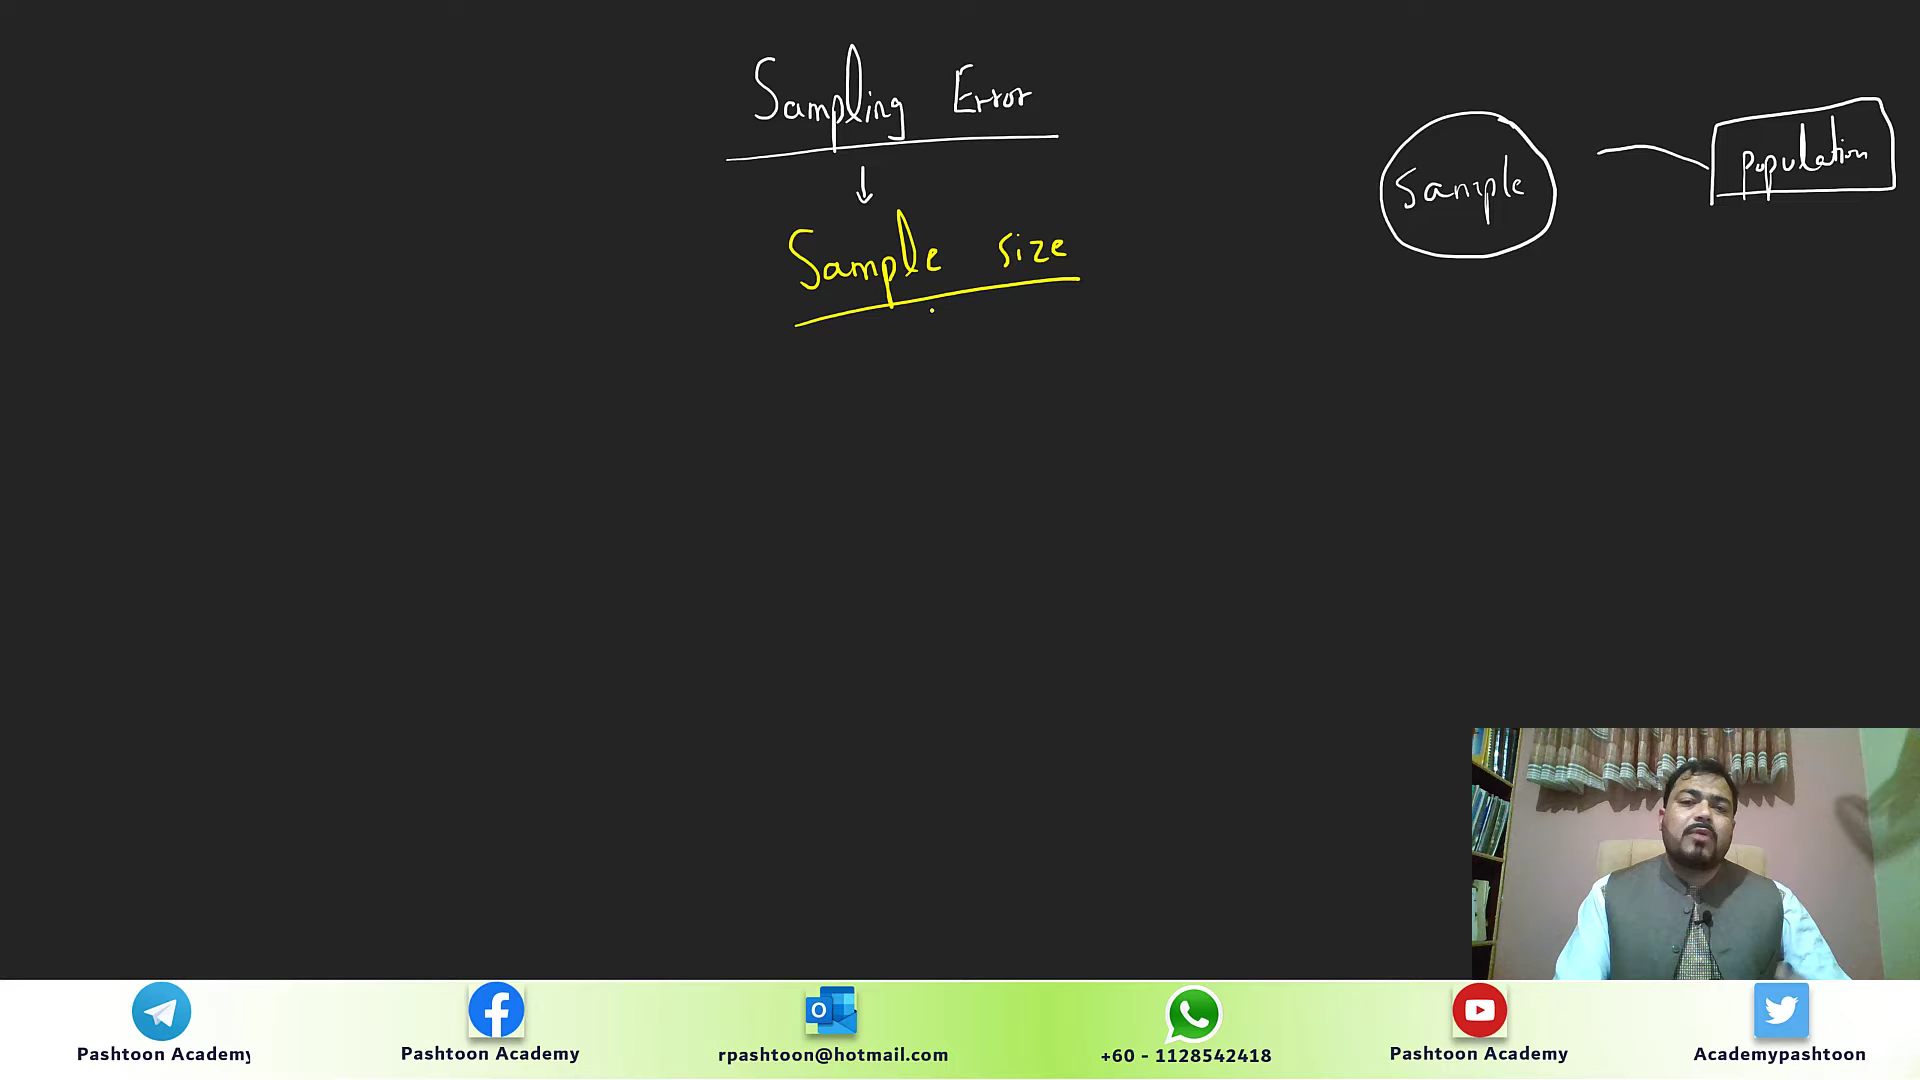 Sampling Error
Sample size
Sample
population
Pashtoon Academy
Pashtoon Academy
rpashtoon@hotmail.com
+60 - 1128542418
Pashtoon Academy
Academypashtoon